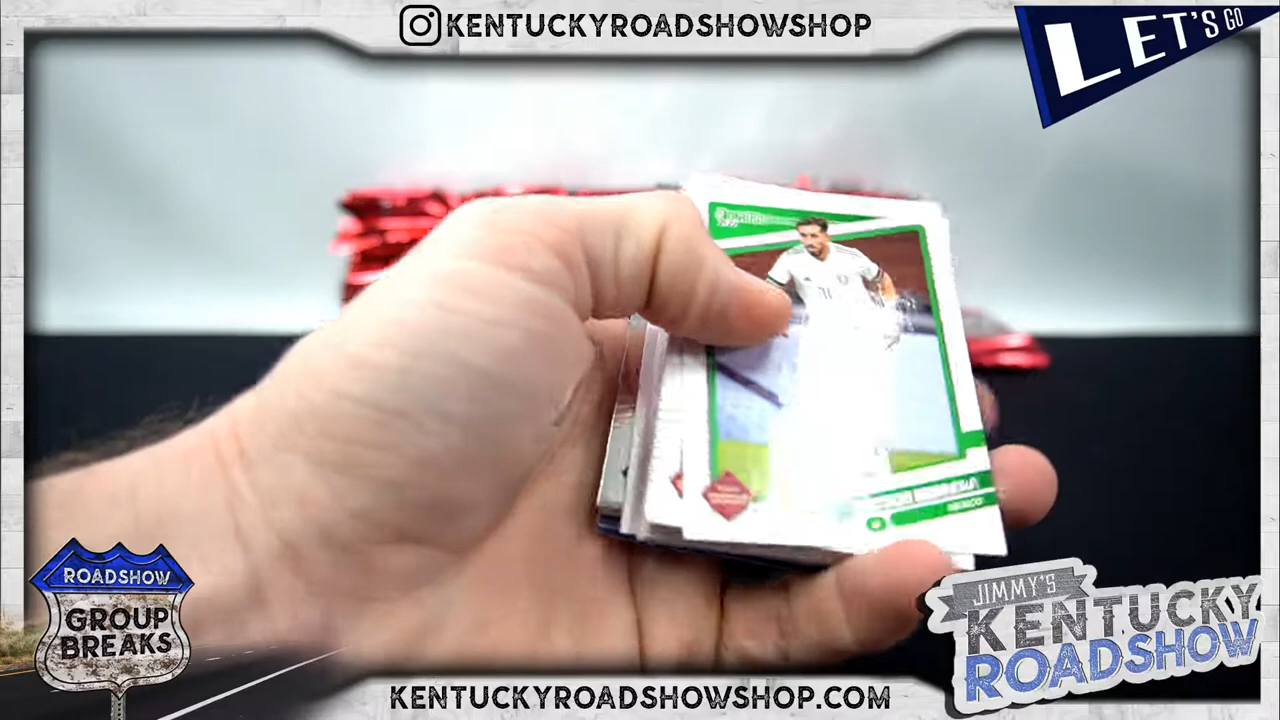 KENTUCKYROADSHOWSHOP
LET'S GO
ROADSHOW
GROUP
BREAKS
JIMMY'S
KENTUCKY
ROADSHOW
KENTUCKYROADSHOWSHOP.COM